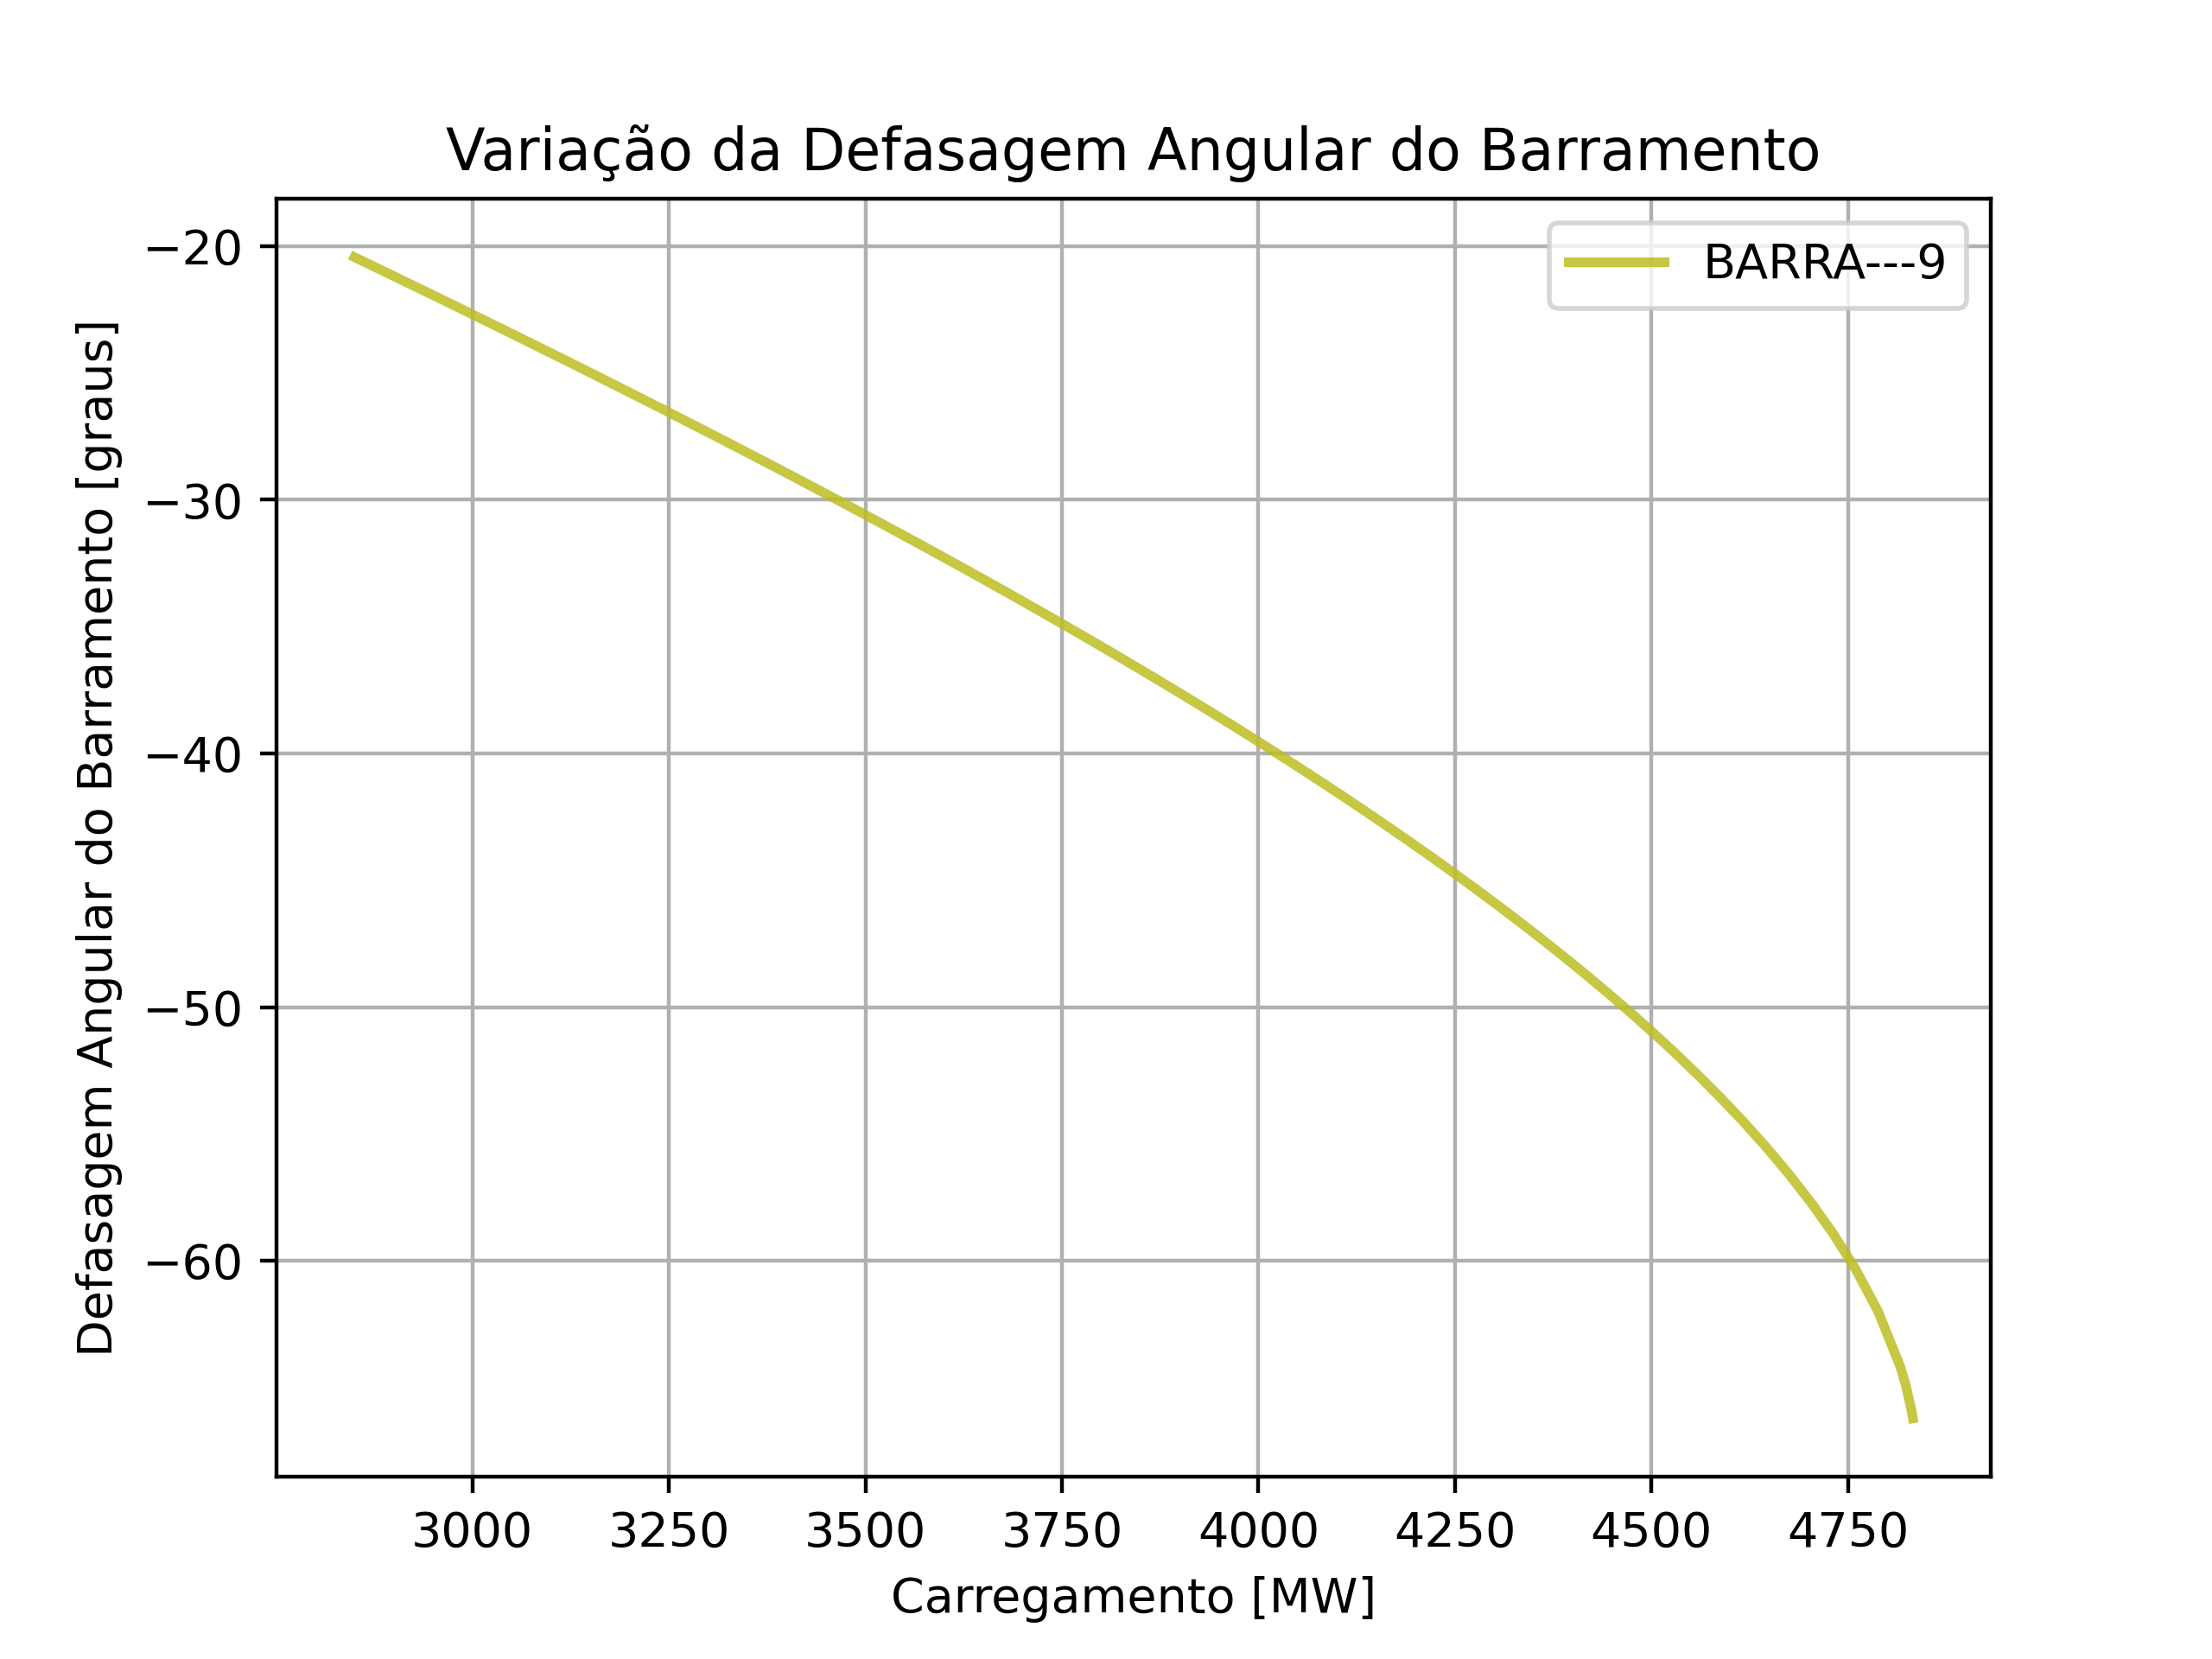 Variação da Defasagem Angular do Barramento
BARRA---9
Defasagem Angular do Barramento [graus]
−20
−30
−40
−50
−60
3000 3250 3500 3750 4000 4250 4500 4750
Carregamento [MW]